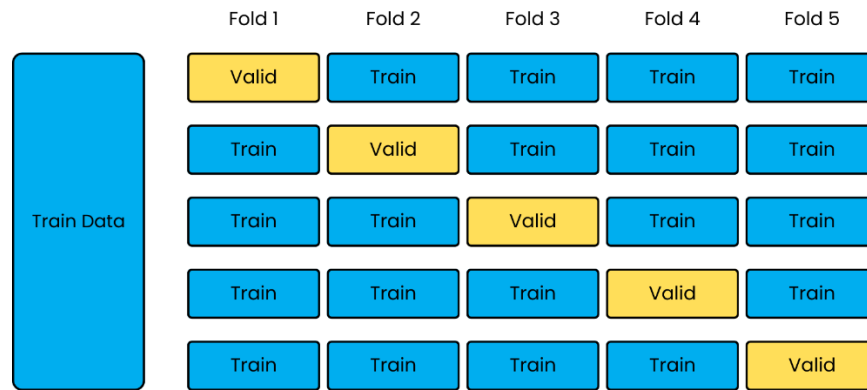 Fold 1 Fold 2 Fold 3 Fold 4 Fold 5
Valid Train Train Train Train
Train Valid Train Train Train
Train Data Train Train Valid Train Train
Train Train Train Valid Train
Train Train Train Train Valid